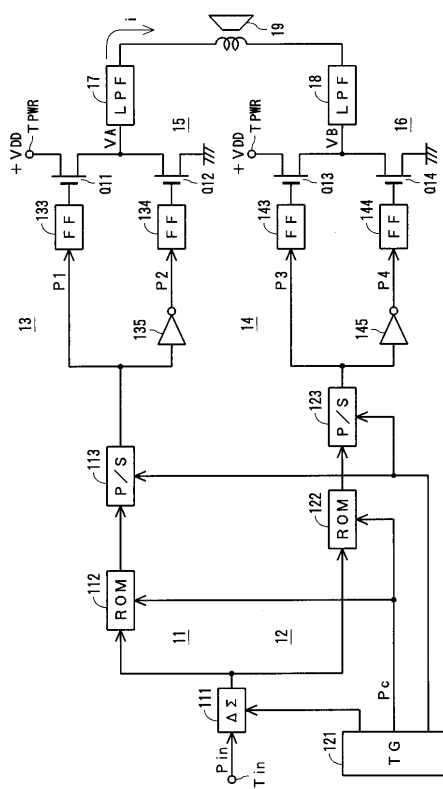 i
19
17
LPF
18
LPF
+VDD
TPWR
VA
15
+VDD
TPWR
VB
16
Q11
Q12
Q13
Q14
133
FF
134
FF
143
FF
144
FF
P1
P2
P3
P4
13
135
14
145
113
P/S
123
P/S
112
ROM
122
ROM
11
12
111
ΔΣ
Pin
Tin
Pc
121
TG